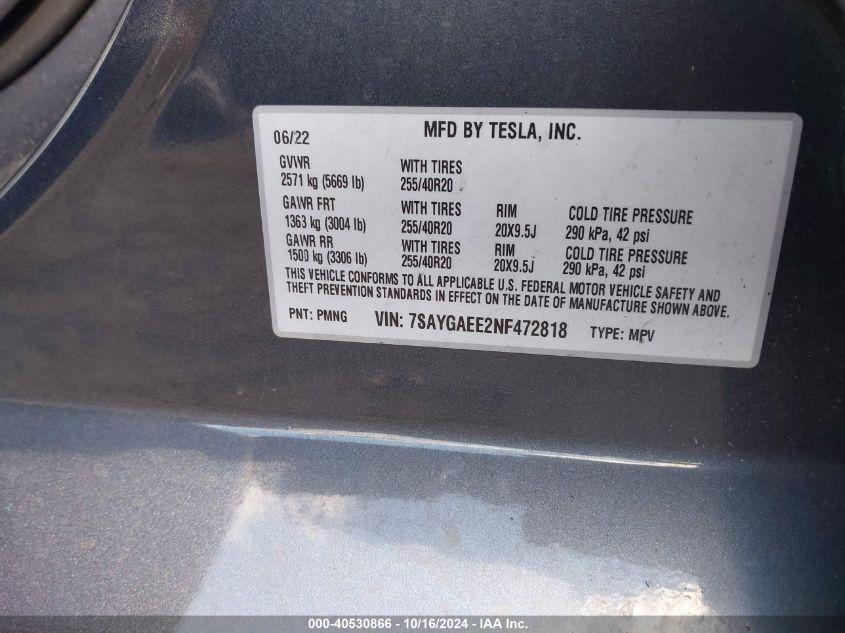 06/22 MFD BY TESLA, INC.
GVWR WITH TIRES
2571 kg (5669 lb) 255/40R20
GAWR FRT WITH TIRES RIM COLD TIRE PRESSURE
1363 kg (3004 lb) 255/40R20 20X9.5J 290 kPa, 42 psi
GAWR RR WITH TIRES RIM COLD TIRE PRESSURE
1500 kg (3306 lb) 255/40R20 20X9.5J 290 kPa, 42 psi
THIS VEHICLE CONFORMS TO ALL APPLICABLE U.S. FEDERAL MOTOR VEHICLE SAFETY AND
THEFT PREVENTION STANDARDS IN EFFECT ON THE DATE OF MANUFACTURE SHOWN ABOVE.
PNT: PMNG VIN: 7SAYGAEE2NF472818 TYPE: MPV
000-40530866 - 10/16/2024 - IAA Inc.